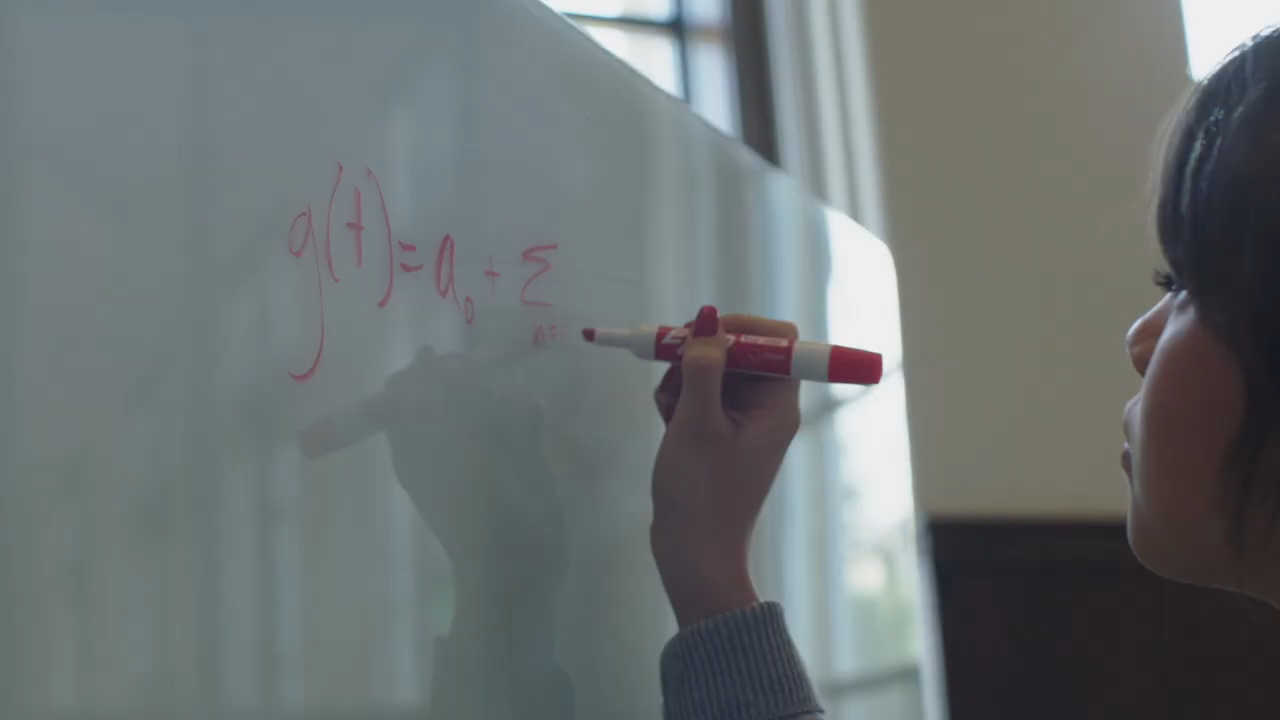 g(t) = a₀ + Σ
n=